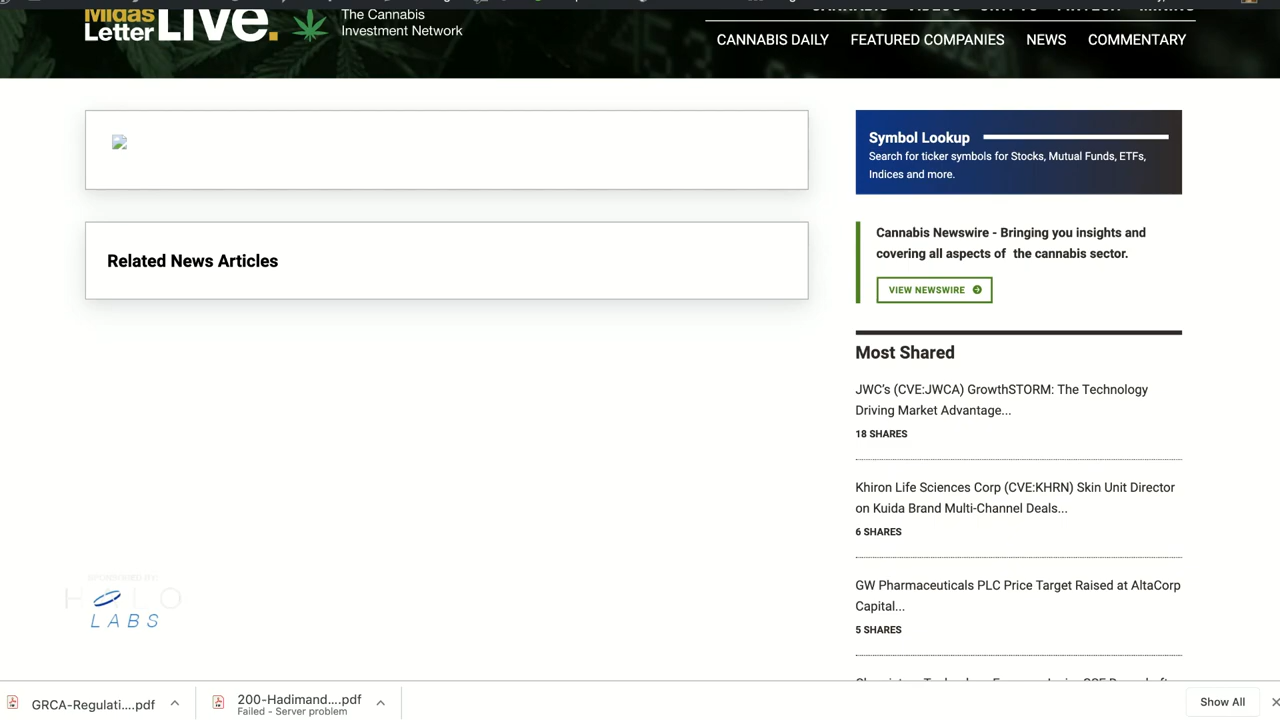 Midas
Letter LIVE.
The Cannabis
Investment Network
CANNABIS DAILY FEATURED COMPANIES NEWS COMMENTARY
Related News Articles
Symbol Lookup
Search for ticker symbols for Stocks, Mutual Funds, ETFs,
Indices and more.
Cannabis Newswire - Bringing you insights and
covering all aspects of the cannabis sector.
VIEW NEWSWIRE
Most Shared
JWC’s (CVE:JWCA) GrowthSTORM: The Technology
Driving Market Advantage...
18 SHARES
Khiron Life Sciences Corp (CVE:KHRN) Skin Unit Director
on Kuida Brand Multi-Channel Deals...
6 SHARES
GW Pharmaceuticals PLC Price Target Raised at AltaCorp
Capital...
5 SHARES
HALO
LABS
GRCA-Regulati....pdf
200-Hadimand....pdf
Failed - Server problem
Show All